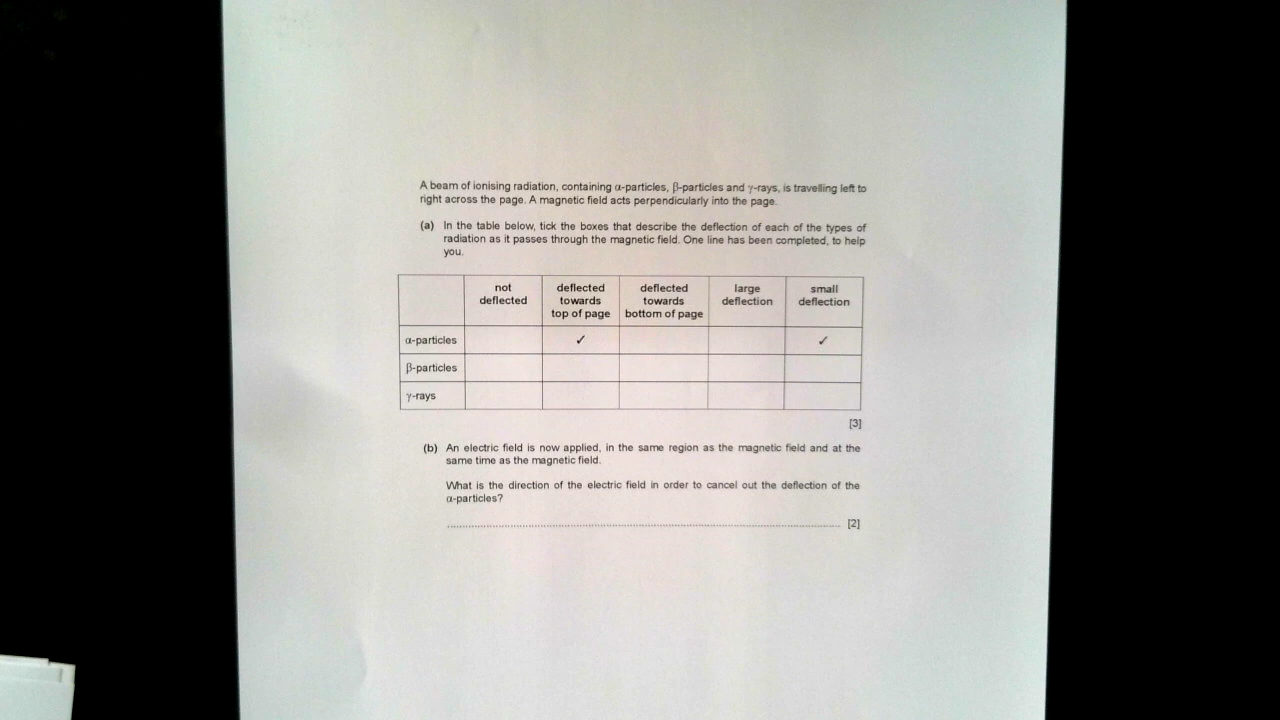 A beam of ionising radiation, containing α-particles, β-particles and γ-rays, is travelling left to
right across the page. A magnetic field acts perpendicularly into the page.
(a) In the table below, tick the boxes that describe the deflection of each of the types of
radiation as it passes through the magnetic field. One line has been completed, to help
you.
not deflected | deflected towards top of page | deflected towards bottom of page | large deflection | small deflection
α-particles ✓ ✓
β-particles
γ-rays
[3]
(b) An electric field is now applied, in the same region as the magnetic field and at the
same time as the magnetic field.
What is the direction of the electric field in order to cancel out the deflection of the
α-particles?
.................................................................................................................................. [2]